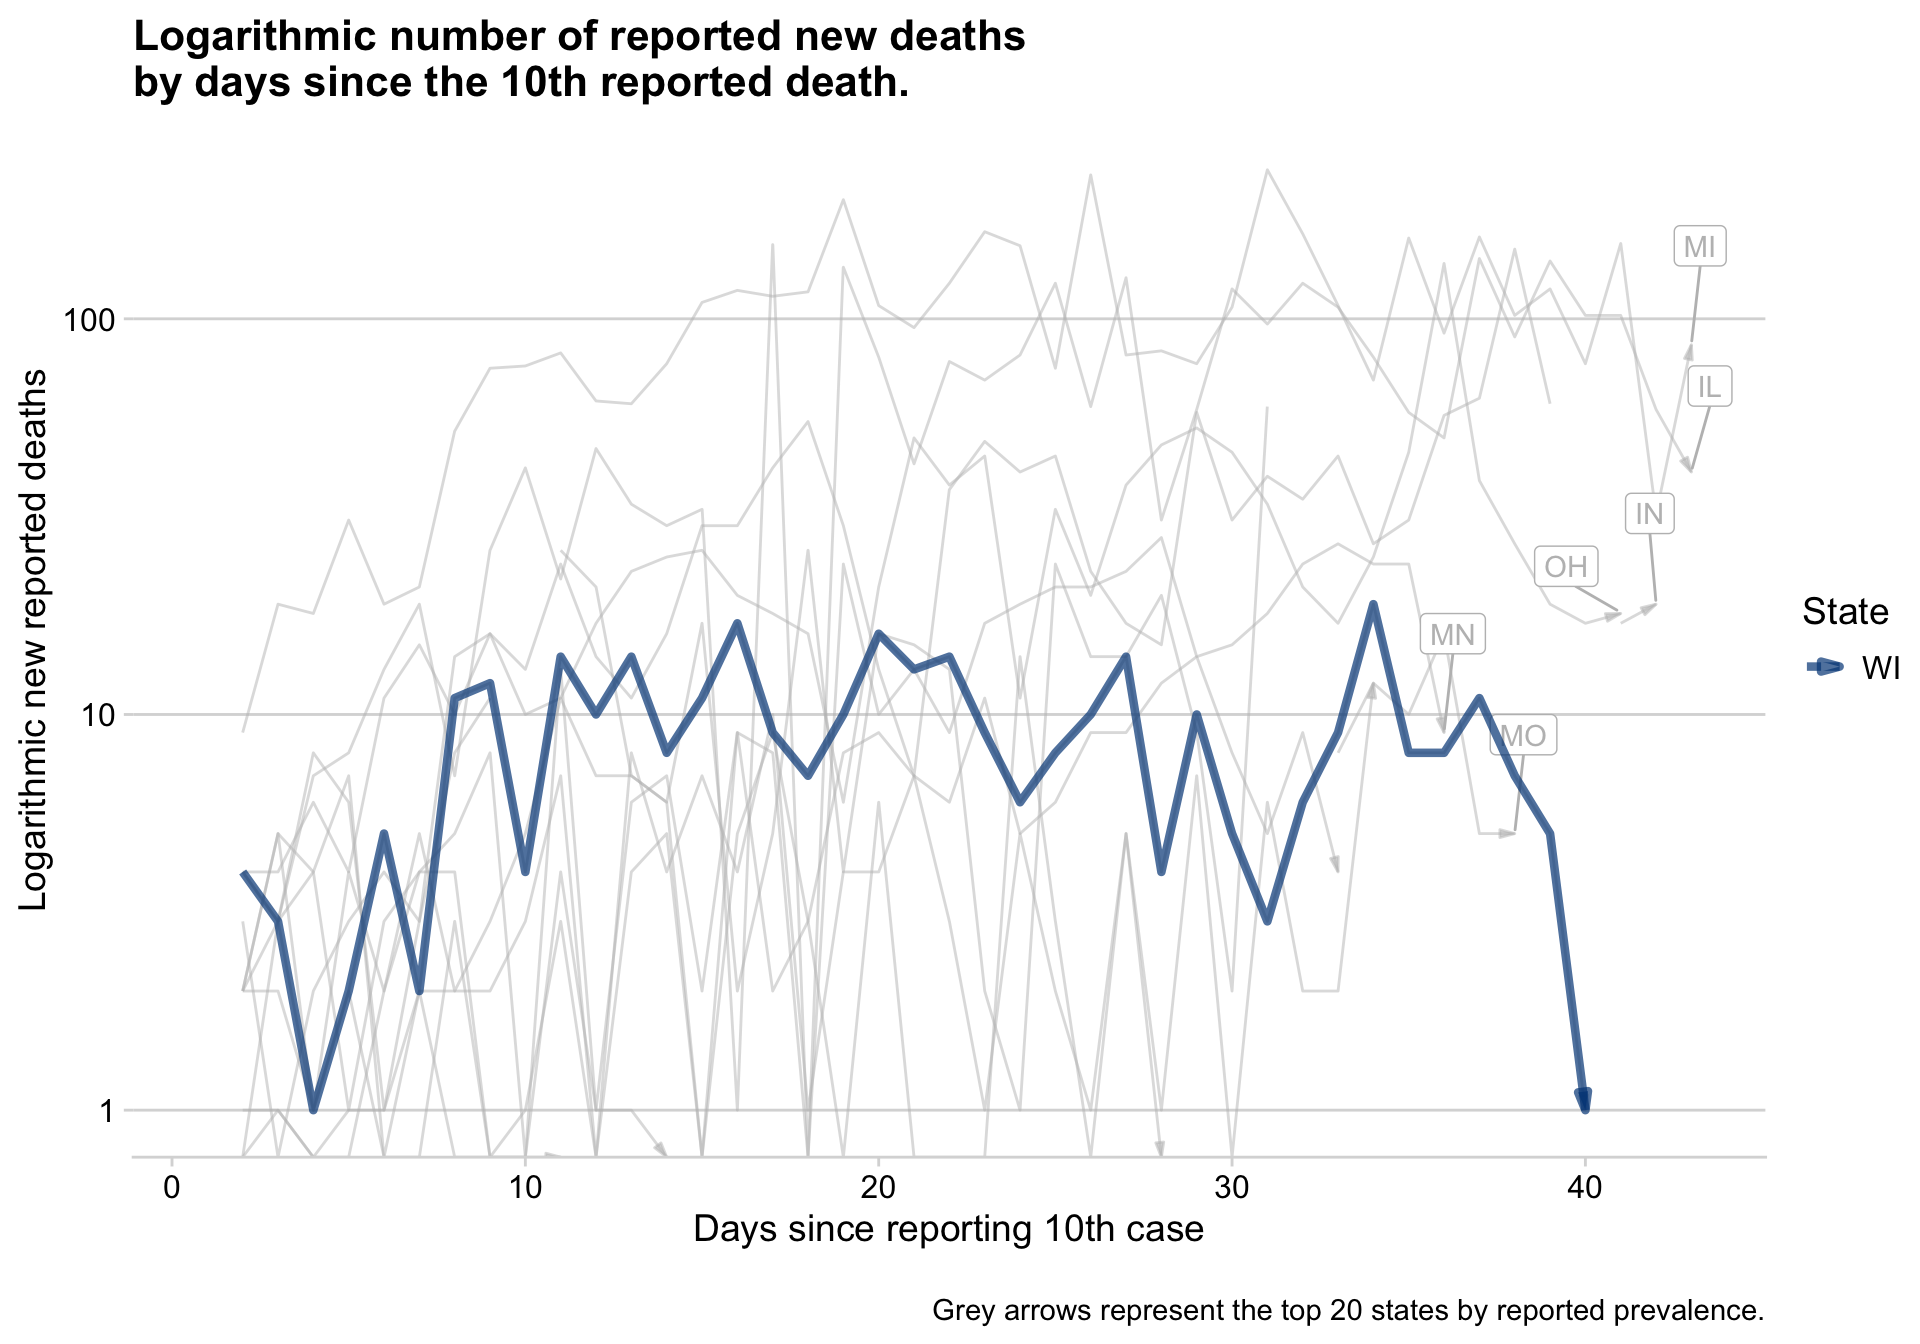 Logarithmic number of reported new deaths
by days since the 10th reported death.
Logarithmic new reported deaths
100
10
1
MI
IL
IN
OH
MN
MO
State
WI
0 10 20 30 40
Days since reporting 10th case
Grey arrows represent the top 20 states by reported prevalence.